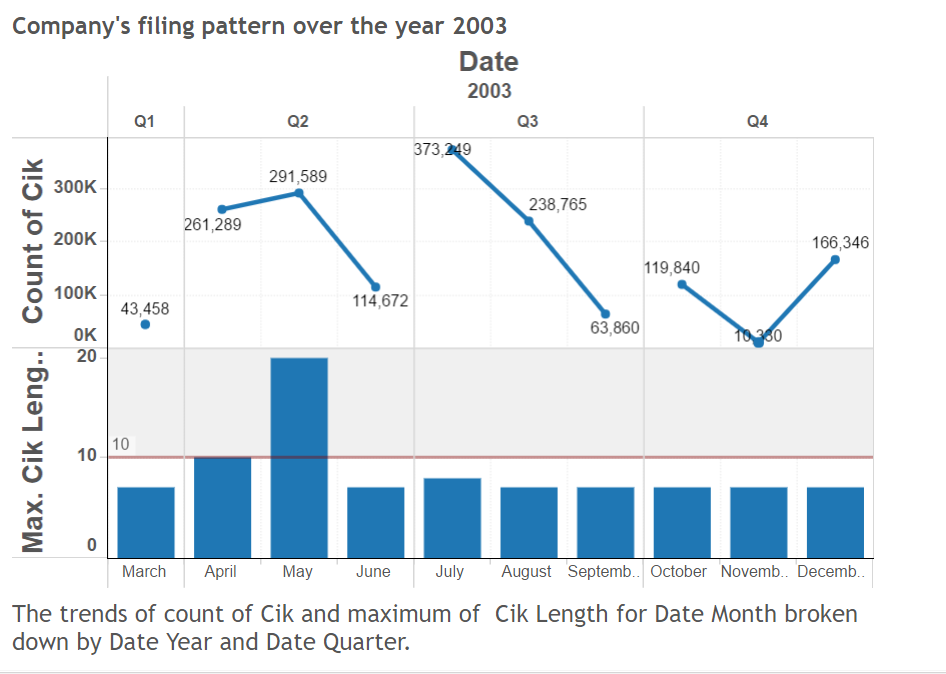 Company's filing pattern over the year 2003
Date
2003
Q1 Q2 Q3 Q4
Count of Cik
300K
200K
100K
0K
43,458
261,289
291,589
114,672
373,249
238,765
63,860
119,840
166,346
Max. Cik Leng..
20
10
0
10
March April May June July August Septemb.. October Novemb.. Decemb..
The trends of count of Cik and maximum of Cik Length for Date Month broken
down by Date Year and Date Quarter.